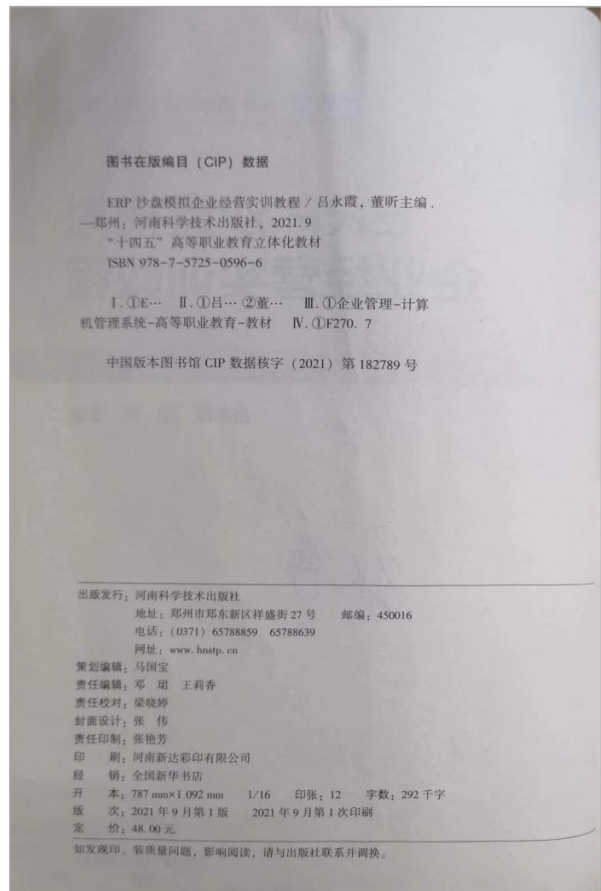 图书在版编目（CIP）数据
ERP 沙盘模拟企业经营实训教程 / 吕永霞，董昕主编．
—郑州：河南科学技术出版社，2021.9
“十四五”高等职业教育立体化教材
ISBN 978-7-5725-0596-6
Ⅰ．①E… Ⅱ．①吕… ②董… Ⅲ．①企业管理-计算
机管理系统-高等职业教育-教材 Ⅳ．①F270．7
中国版本图书馆 CIP 数据核字（2021）第 182789 号
出版发行：河南科学技术出版社
地址：郑州市郑东新区祥盛街 27 号 邮编：450016
电话：（0371）65788859 65788639
网址：www.hnstp.cn
策划编辑：马国宝
责任编辑：邓 珺 王莉香
责任校对：梁晓婷
封面设计：张 伟
责任印制：张艳芳
印 刷：河南新达彩印有限公司
经 销：全国新华书店
开 本：787 mm×1 092 mm 1/16 印张：12 字数：292 千字
版 次：2021 年 9 月第 1 版 2021 年 9 月第 1 次印刷
定 价：48.00 元
如发现印、装质量问题，影响阅读，请与出版社联系并调换。